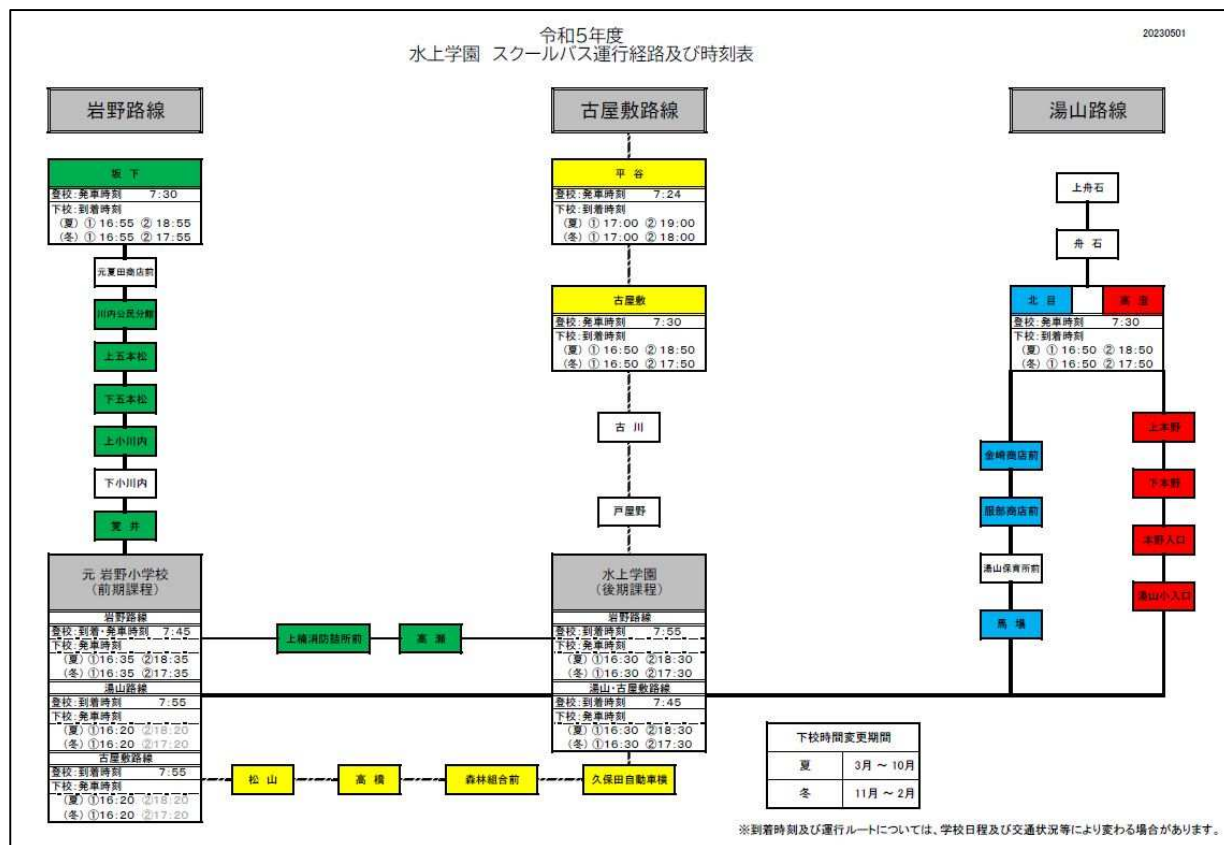 令和5年度
20230501
水上学園 スクールバス運行経路及び時刻表
岩野路線
坂下
登校:発車時刻 7:30
下校:到着時刻
(夏) ① 16:55 ② 18:55
(冬) ① 16:55 ② 17:55
元夏田商店前
川内公民分館
上五本松
下五本松
上小川内
下小川内
荒井
元 岩野小学校
(前期課程)
岩野路線
登校:到着・発車時刻 7:45
下校:発車時刻
(夏) ①16:35 ②18:35
(冬) ①16:35 ②17:35
湯山路線
登校:到着時刻 7:55
下校:発車時刻
(夏) ①16:20 ②18:20
(冬) ①16:20 ②17:20
古屋敷路線
登校:到着時刻 7:55
下校:発車時刻
(夏) ①16:20 ②18:20
(冬) ①16:20 ②17:20
上楠消防詰所前
高瀬
松山
高橋
森林組合前
久保田自動車横
古屋敷路線
平谷
登校:発車時刻 7:24
下校:到着時刻
(夏) ① 17:00 ② 19:00
(冬) ① 17:00 ② 18:00
古屋敷
登校:発車時刻 7:30
下校:到着時刻
(夏) ① 16:50 ② 18:50
(冬) ① 16:50 ② 17:50
古川
戸屋野
水上学園
(後期課程)
岩野路線
登校:到着時刻 7:55
下校:発車時刻
(夏) ①16:30 ②18:30
(冬) ①16:30 ②17:30
湯山・古屋敷路線
登校:到着時刻 7:45
下校:発車時刻
(夏) ①16:30 ②18:30
(冬) ①16:30 ②17:30
湯山路線
上舟石
舟石
北目
登校:発車時刻 7:30
下校:到着時刻
(夏) ① 16:50 ② 18:50
(冬) ① 16:50 ② 17:50
金崎商店前
服部商店前
湯山保育所前
馬場
上本野
下本野
本野入口
湯山小入口
下校時間変更期間
夏 3月 ~ 10月
冬 11月 ~ 2月
※到着時刻及び運行ルートについては、学校日程及び交通状況等により変わる場合があります。